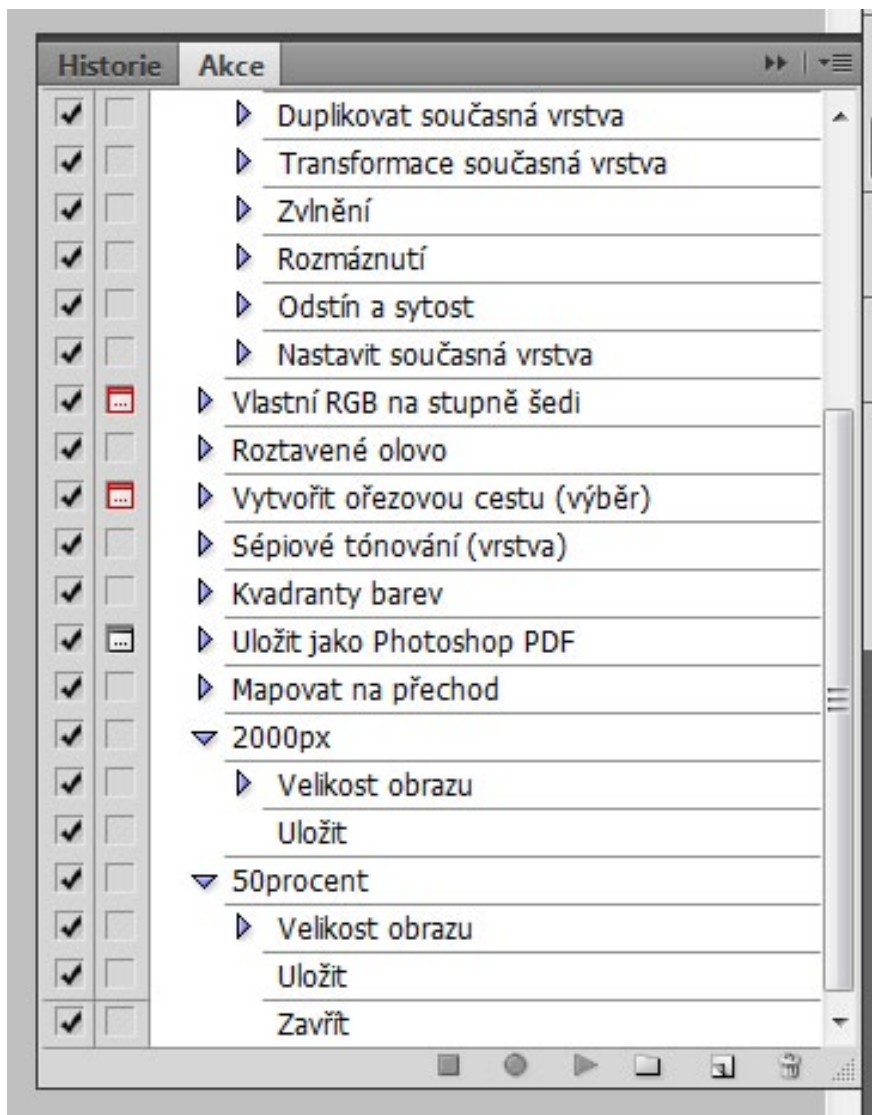 Historie Akce
Duplikovat současná vrstva
Transformace současná vrstva
Zvlnění
Rozmáznutí
Odstín a sytost
Nastavit současná vrstva
Vlastní RGB na stupně šedi
Roztavené olovo
Vytvořit ořezovou cestu (výběr)
Sépiové tónování (vrstva)
Kvadranty barev
Uložit jako Photoshop PDF
Mapovat na přechod
2000px
Velikost obrazu
Uložit
50procent
Velikost obrazu
Uložit
Zavřít